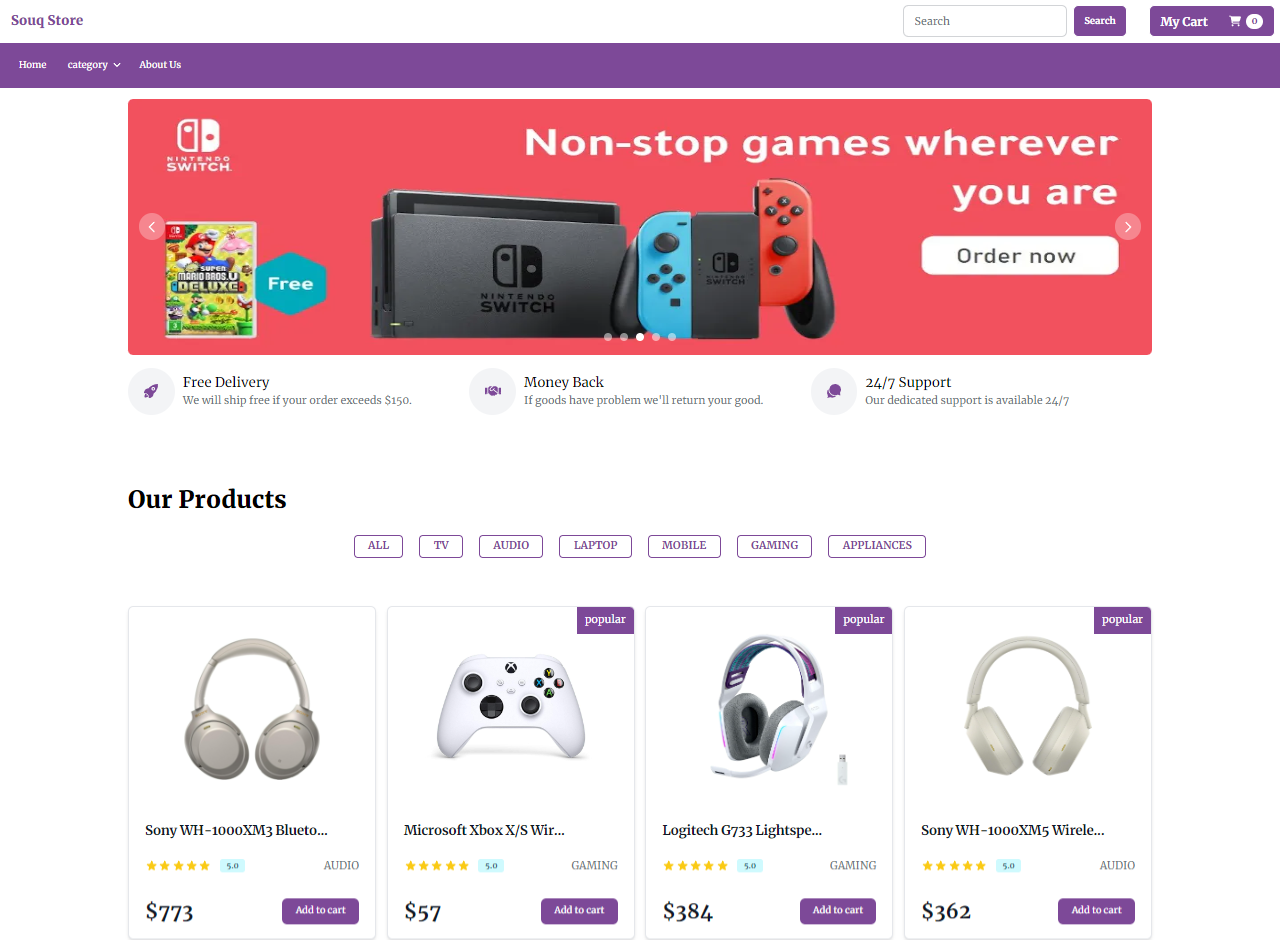 Souq Store
Search
Search
My Cart 0
Home
category
About Us
NINTENDO
SWITCH
Non-stop games wherever
you are
Order now
SUPER
MARIO BROS. U
DELUXE
Free
NINTENDO
SWITCH
NINTENDO
SWITCH
Free Delivery
We will ship free if your order exceeds $150.
Money Back
If goods have problem we'll return your good.
24/7 Support
Our dedicated support is available 24/7
Our Products
ALL
TV
AUDIO
LAPTOP
MOBILE
GAMING
APPLIANCES
Sony WH-1000XM3 Blueto...
5.0
AUDIO
$773
Add to cart
popular
Microsoft Xbox X/S Wir...
5.0
GAMING
$57
Add to cart
popular
Logitech G733 Lightspe...
5.0
GAMING
$384
Add to cart
popular
Sony WH-1000XM5 Wirele...
5.0
AUDIO
$362
Add to cart